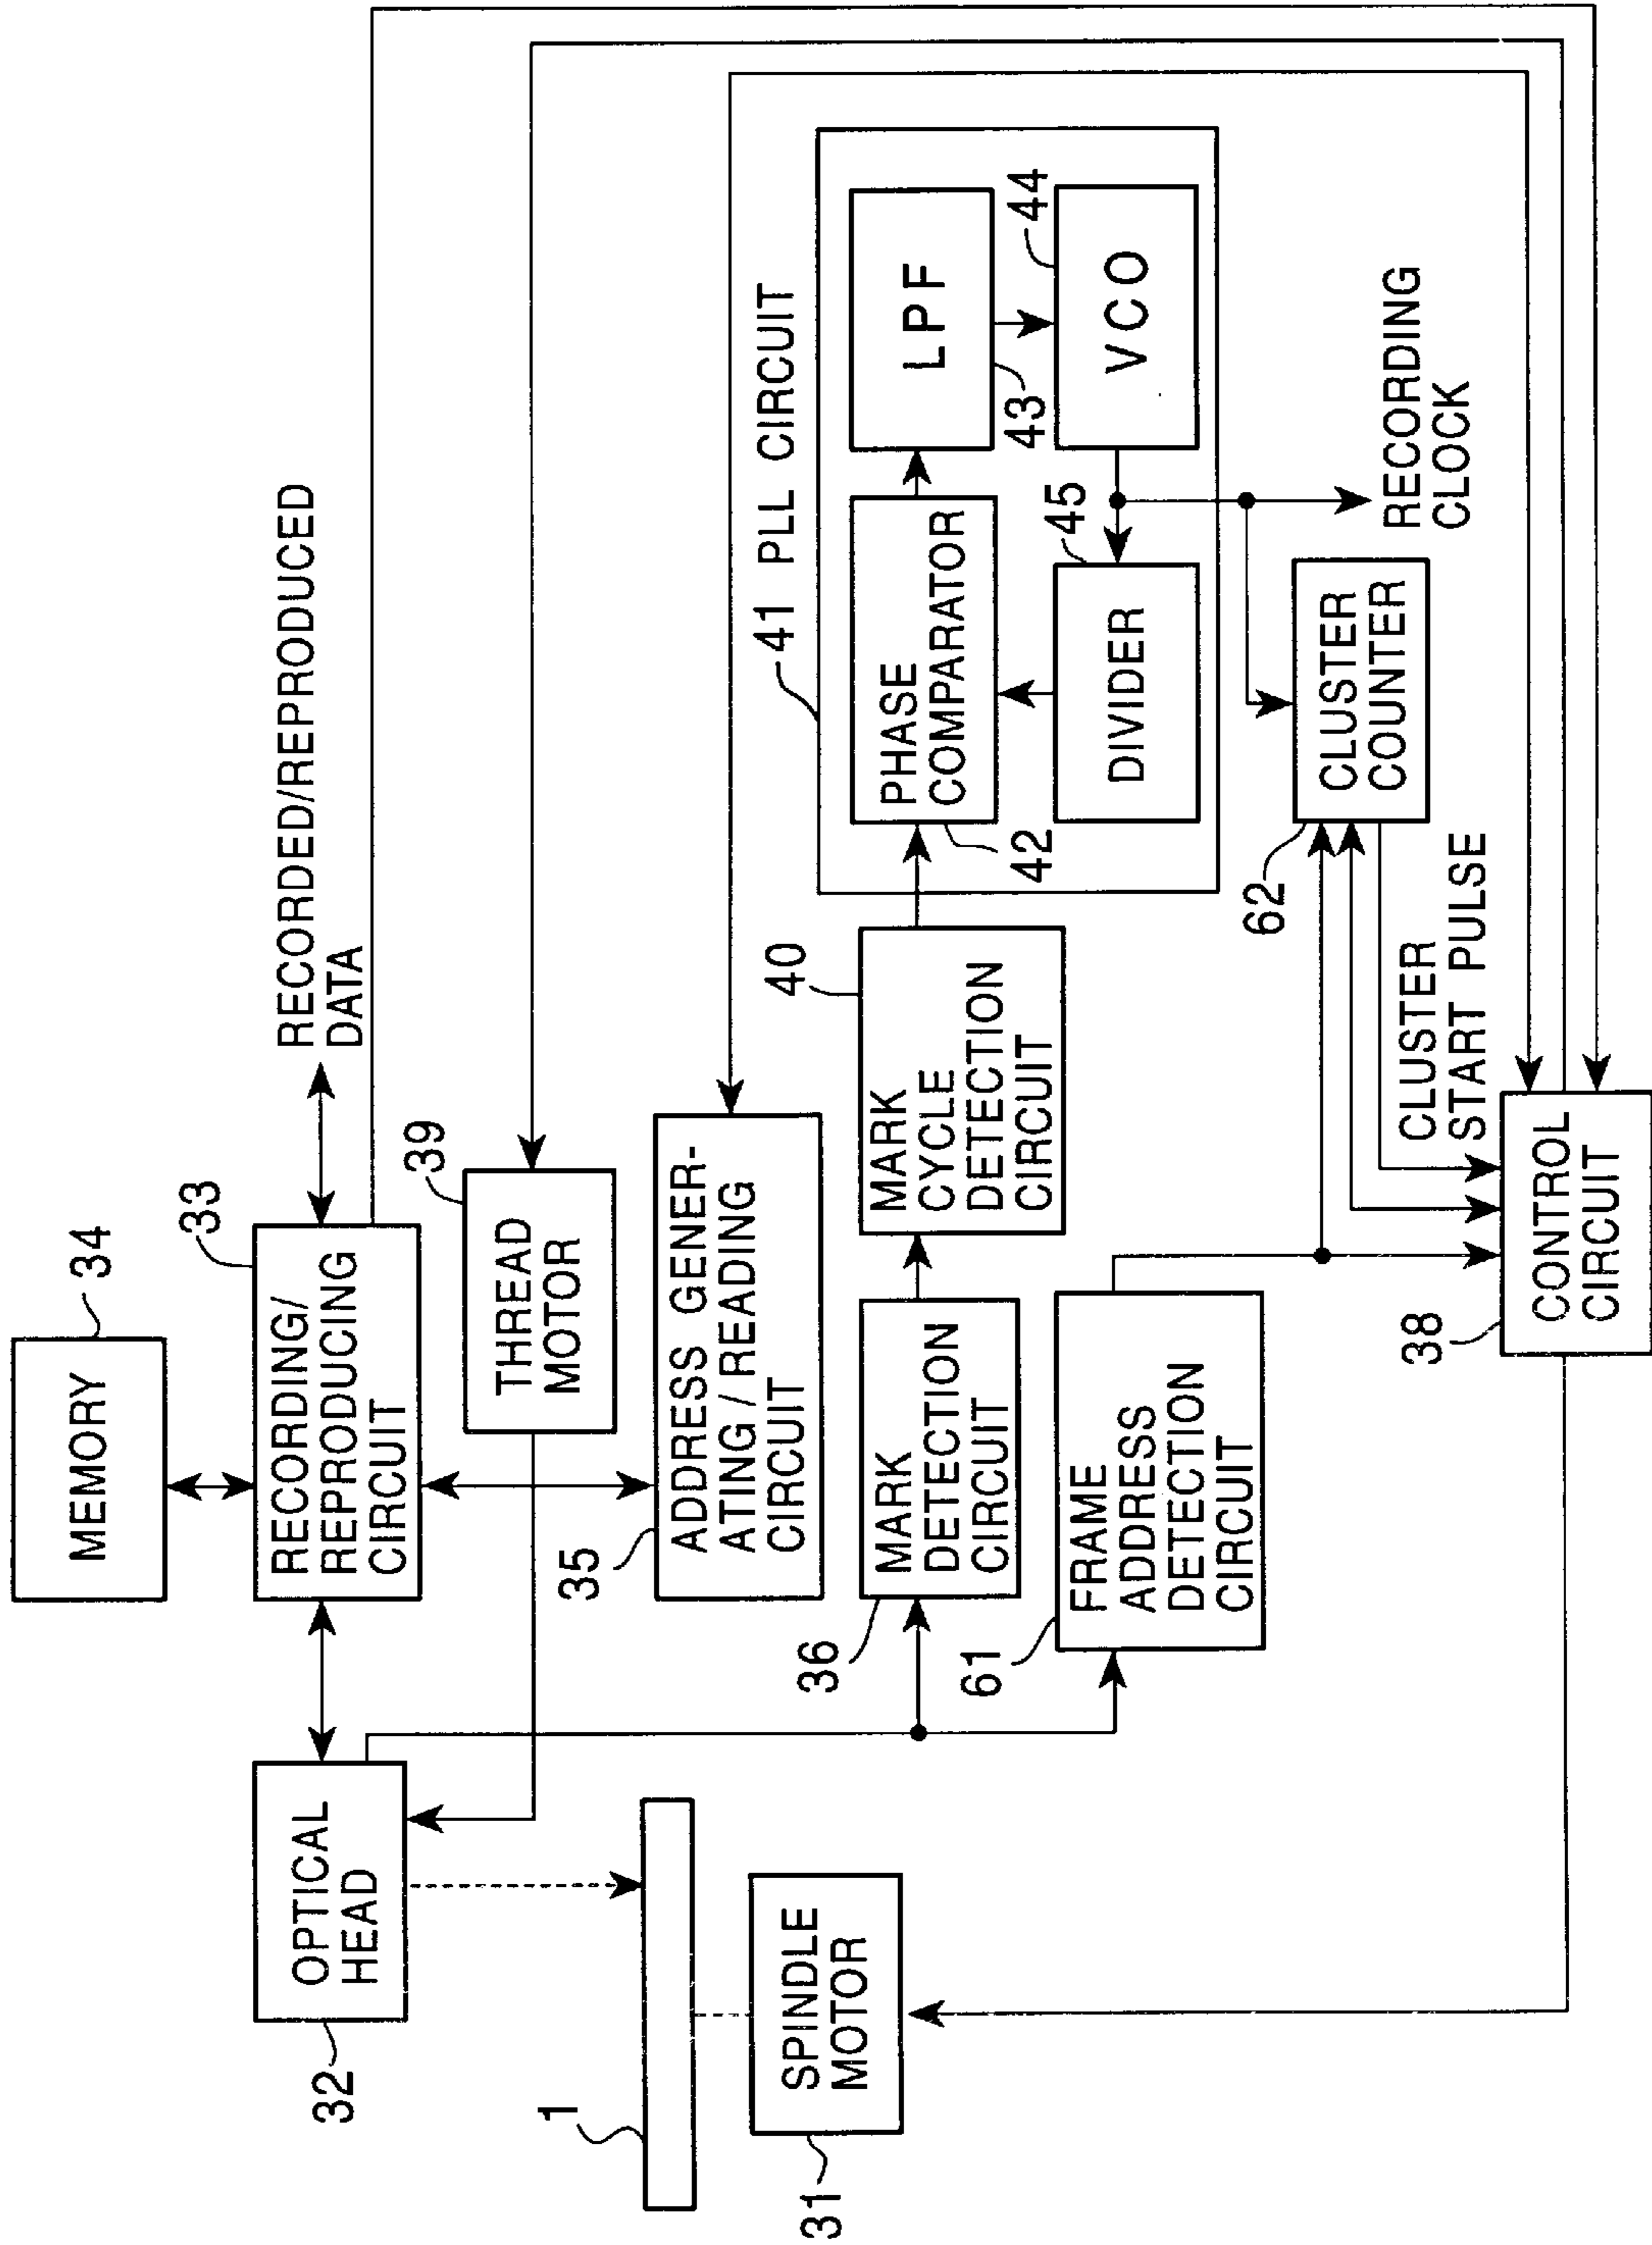 MEMORY
34
RECORDING/
REPRODUCING
CIRCUIT
33
RECORDED/REPRODUCED
DATA
OPTICAL
HEAD
32
THREAD
MOTOR
39
1
ADDRESS GENER-
ATING/READING
CIRCUIT
35
SPINDLE
MOTOR
31
MARK
DETECTION
CIRCUIT
36
MARK
CYCLE
DETECTION
CIRCUIT
40
41 PLL CIRCUIT
PHASE
COMPARATOR
42
LPF
43
VCO
44
DIVIDER
45
FRAME
ADDRESS
DETECTION
CIRCUIT
61
CLUSTER
COUNTER
62
RECORDING
CLOCK
CLUSTER
START PULSE
CONTROL
CIRCUIT
38